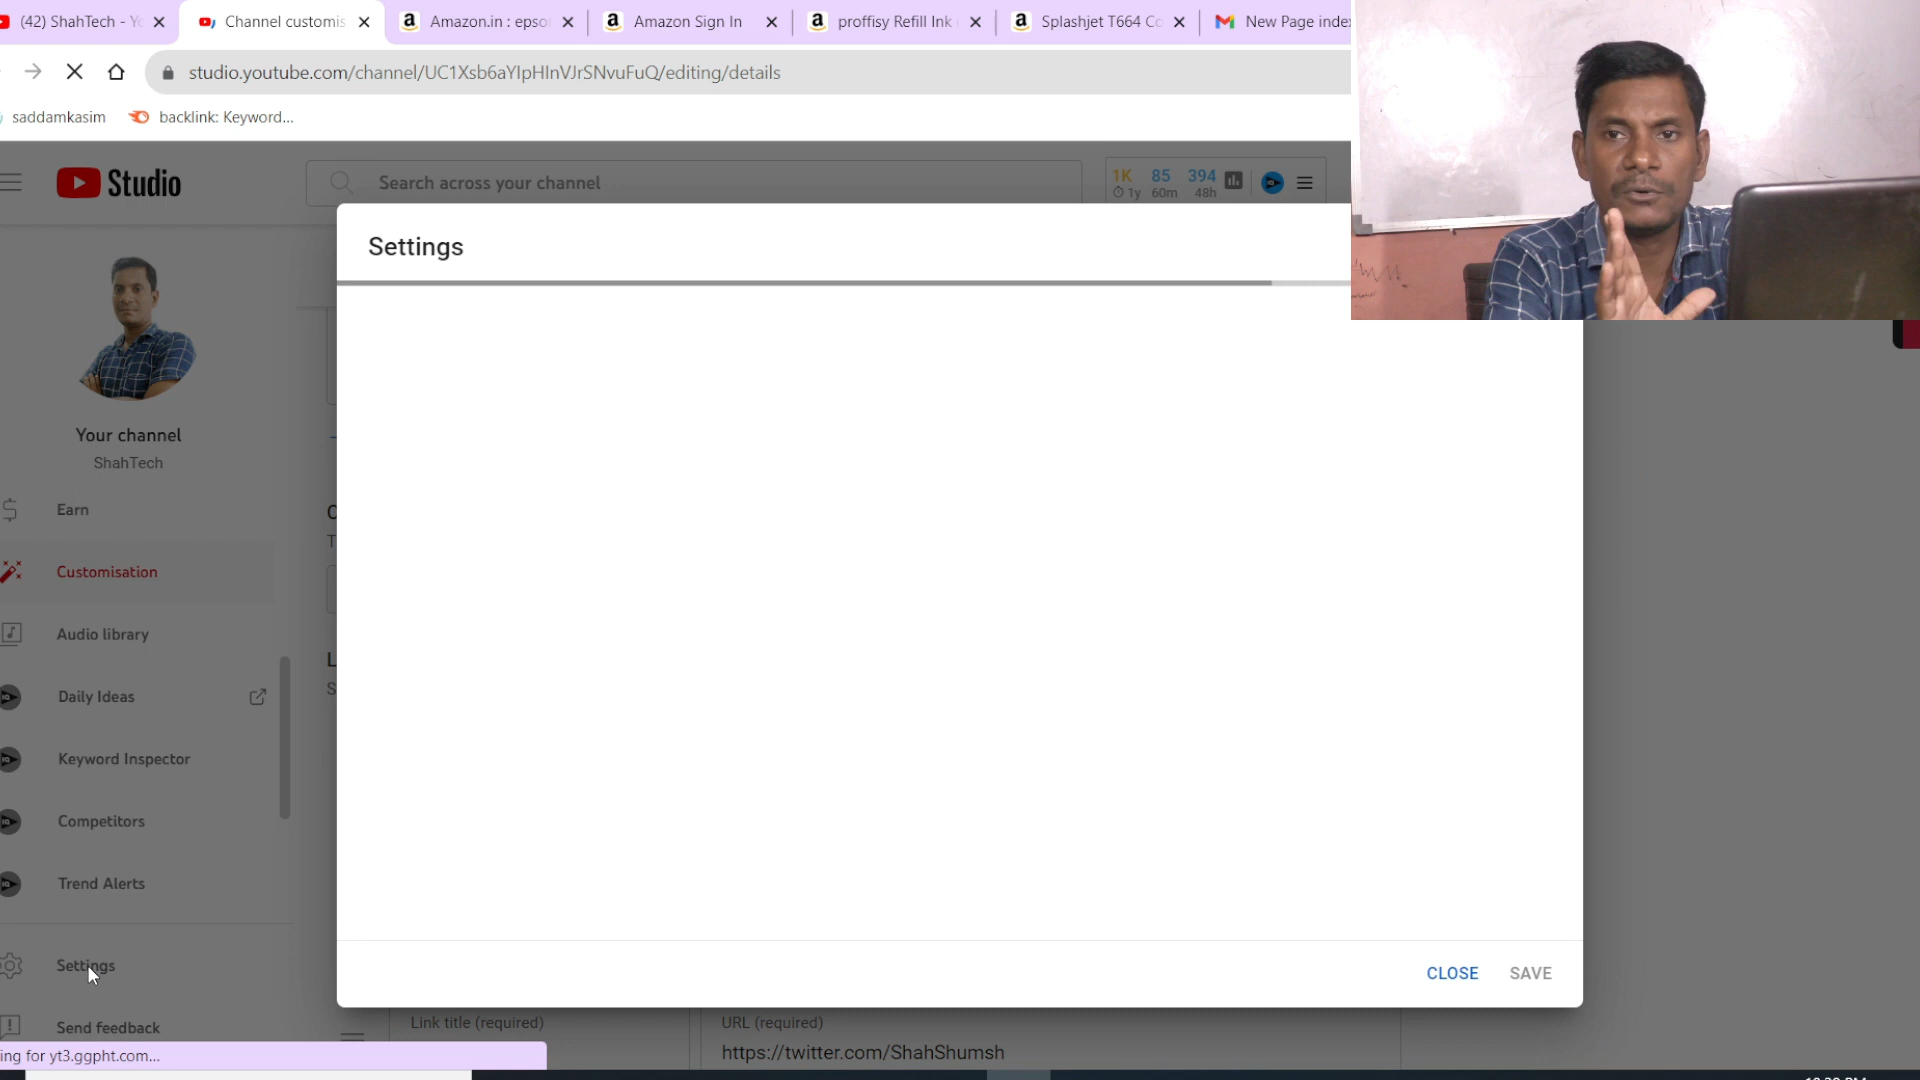 (42) ShahTech - Yo
Channel customis
Amazon.in : epso
Amazon Sign In
proffisy Refill Ink
Splashjet T664 Co
New Page index
studio.youtube.com/channel/UC1Xsb6aYIpHInVJrSNvuFuQ/editing/details
saddamkasim
backlink: Keyword...
Studio
Search across your channel
1K 85 394
1y 60m 48h
Settings
Your channel
ShahTech
Earn
Customisation
Audio library
Daily Ideas
Keyword Inspector
Competitors
Trend Alerts
Settings
Send feedback
CLOSE SAVE
Link title (required)
URL (required)
https://twitter.com/ShahShumsh
ing for yt3.ggpht.com...